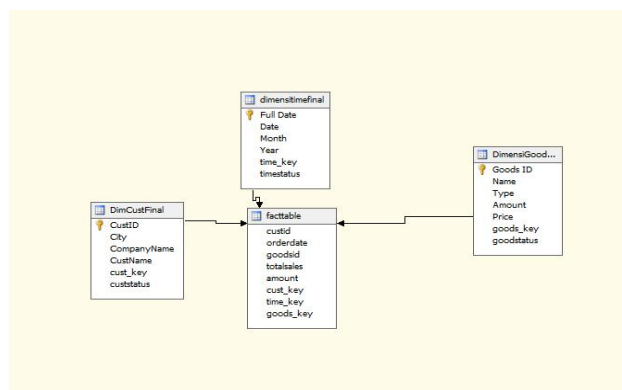 dimensitimefinal
Full Date
Date
Month
Year
time_key
timestatus
DimensiGood...
Goods ID
Name
Type
Amount
Price
goods_key
goodstatus
DimCustFinal
CustID
City
CompanyName
CustName
cust_key
custstatus
facttable
custid
orderdate
goodsid
totalsales
amount
cust_key
time_key
goods_key